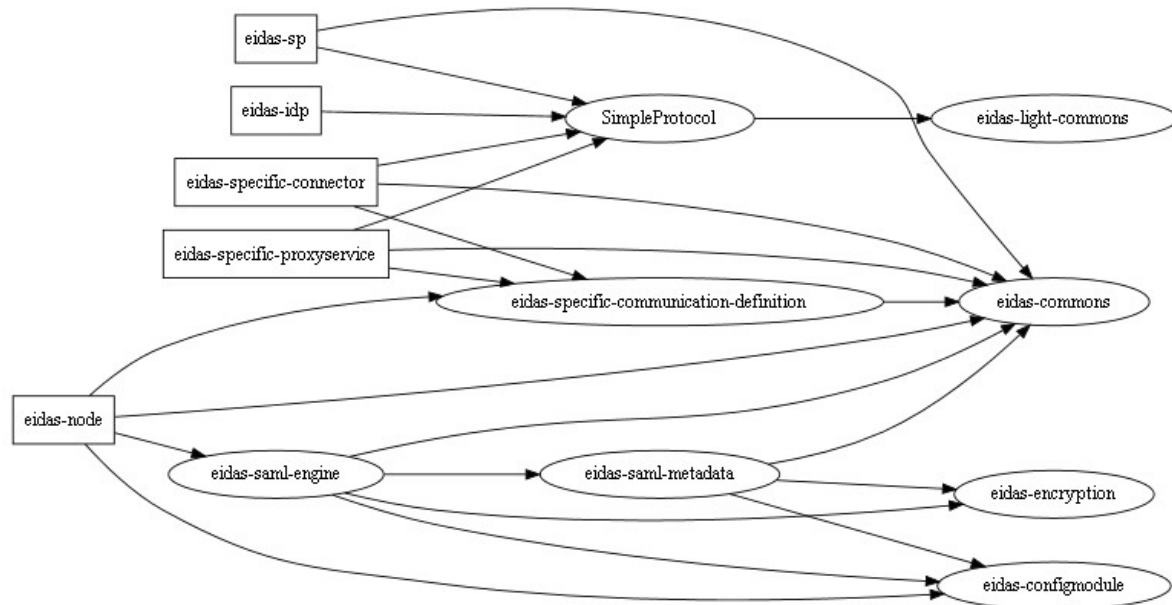 eidas-sp
eidas-idp
SimpleProtocol
eidas-light-commons
eidas-specific-connector
eidas-specific-proxyservice
eidas-specific-communication-definition
eidas-commons
eidas-node
eidas-saml-engine
eidas-saml-metadata
eidas-encryption
eidas-configmodule